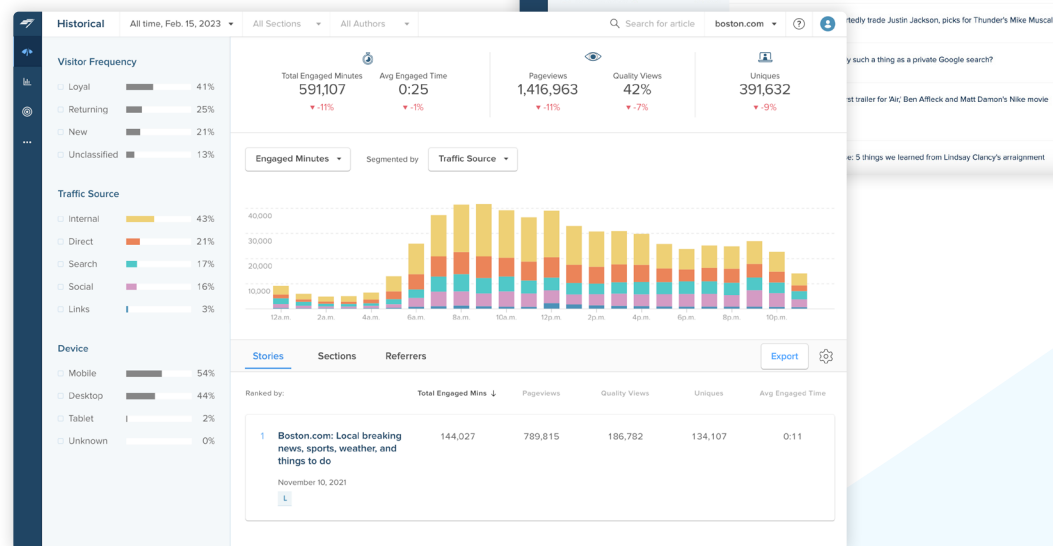 Historical
All time, Feb. 15, 2023
All Sections
All Authors
Search for article
boston.com
?
Visitor Frequency
Loyal 41%
Returning 25%
New 21%
Unclassified 13%
Traffic Source
Internal 43%
Direct 21%
Search 17%
Social 16%
Links 3%
Device
Mobile 54%
Desktop 44%
Tablet 2%
Unknown 0%
Total Engaged Minutes
591,107
-11%
Avg Engaged Time
0:25
-1%
Pageviews
1,416,963
-11%
Quality Views
42%
-7%
Uniques
391,632
-9%
Engaged Minutes
Segmented by
Traffic Source
40,000
30,000
20,000
10,000
12a.m. 2a.m. 4a.m. 6a.m. 8a.m. 10a.m. 12p.m. 2p.m. 4p.m. 6p.m. 8p.m. 10p.m.
Stories Sections Referrers
Export
Ranked by: Total Engaged Mins ↓ Pageviews Quality Views Uniques Avg Engaged Time
1 Boston.com: Local breaking 144,027 789,815 186,782 134,107 0:11
news, sports, weather, and
things to do
November 10, 2021
L
trade Justin Jackson, picks for Thunder's Mike Muscal
such a thing as a private Google search?
trailer for 'Air,' Ben Affleck and Matt Damon's Nike movie
5 things we learned from Lindsay Clancy's arraignment